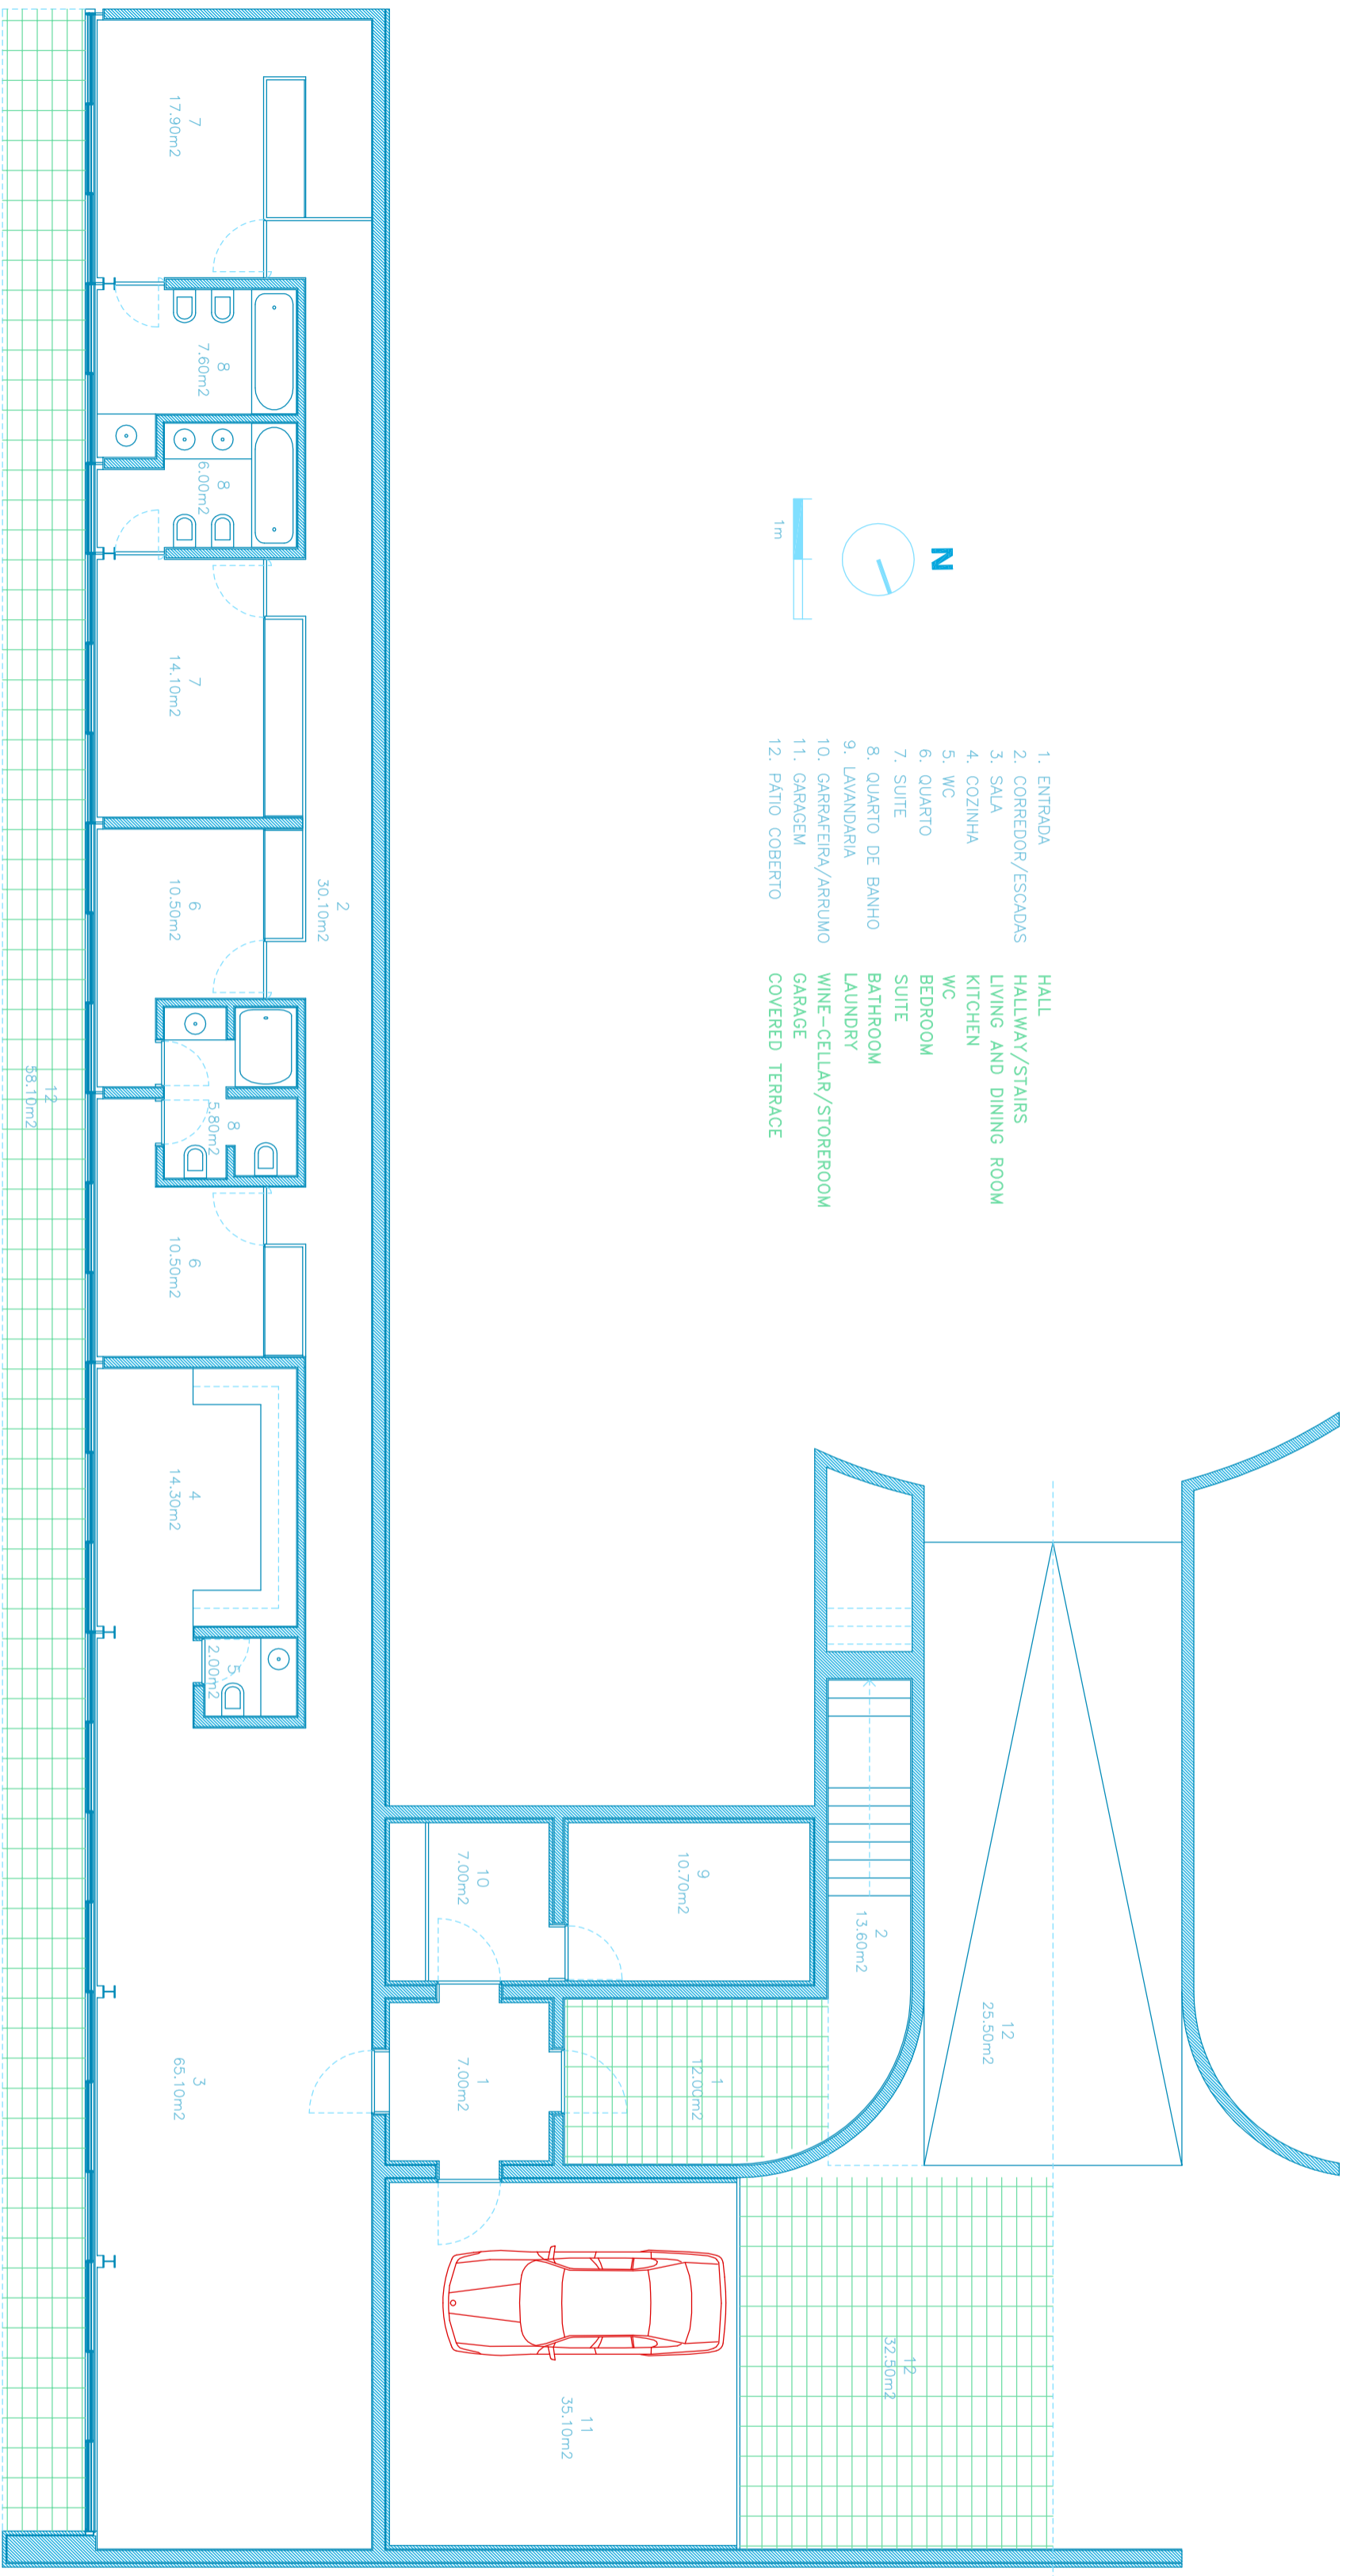 N
1m
1. ENTRADA HALL
2. CORREDOR/ESCADAS HALLWAY/STAIRS
3. SALA LIVING AND DINING ROOM
4. COZINHA KITCHEN
5. WC WC
6. QUARTO BEDROOM
7. SUITE SUITE
8. QUARTO DE BANHO BATHROOM
9. LAVANDARIA LAUNDRY
10. GARRAFEIRA/ARRUMO WINE-CELLAR/STOREROOM
11. GARAGEM GARAGE
12. PÁTIO COBERTO COVERED TERRACE
12
25.50m2
12
32.50m2
2
13.60m2
1
12.00m2
9
10.70m2
11
35.10m2
10
7.00m2
1
7.00m2
2
30.10m2
7
17.90m2
8
7.60m2
8
6.00m2
7
14.10m2
6
10.50m2
8
5.80m2
6
10.50m2
4
14.30m2
5
2.00m2
3
65.10m2
12
58.10m2